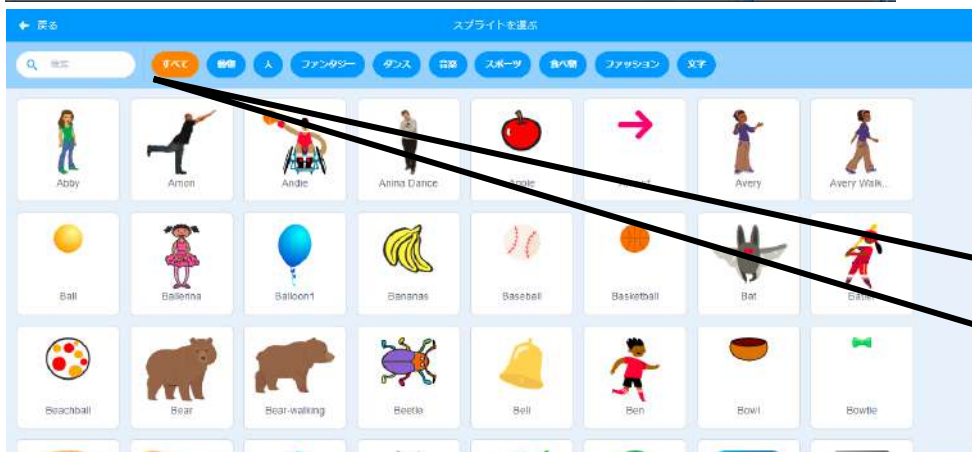 戻る
スプライトを選ぶ
検索
すべて 動物 人 ファンタジー ダンス 音楽 スポーツ 食べ物 ファッション 文字
Abby Amon Andie Anina Dance Apple Avery Avery Walk...
Ball Ballerina Balloon1 Bananas Baseball Basketball Bat
Beachball Bear Bear-walking Beetle Bell Ben Bowl Bowtie